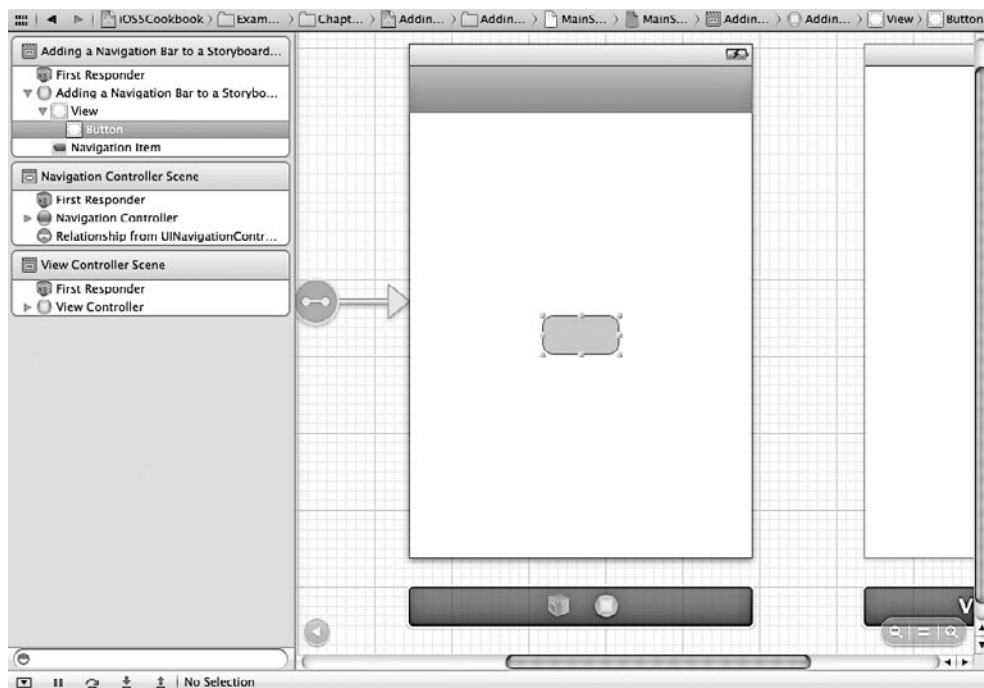 iOS5Cookbook
Exam...
Chapt...
Addin...
Addin...
MainS...
MainS...
Addin...
Addin...
View
Button
Adding a Navigation Bar to a Storyboard...
First Responder
Adding a Navigation Bar to a Storybo...
View
Button
Navigation Item
Navigation Controller Scene
First Responder
Navigation Controller
Relationship from UINavigationContr...
View Controller Scene
First Responder
View Controller
V
No Selection